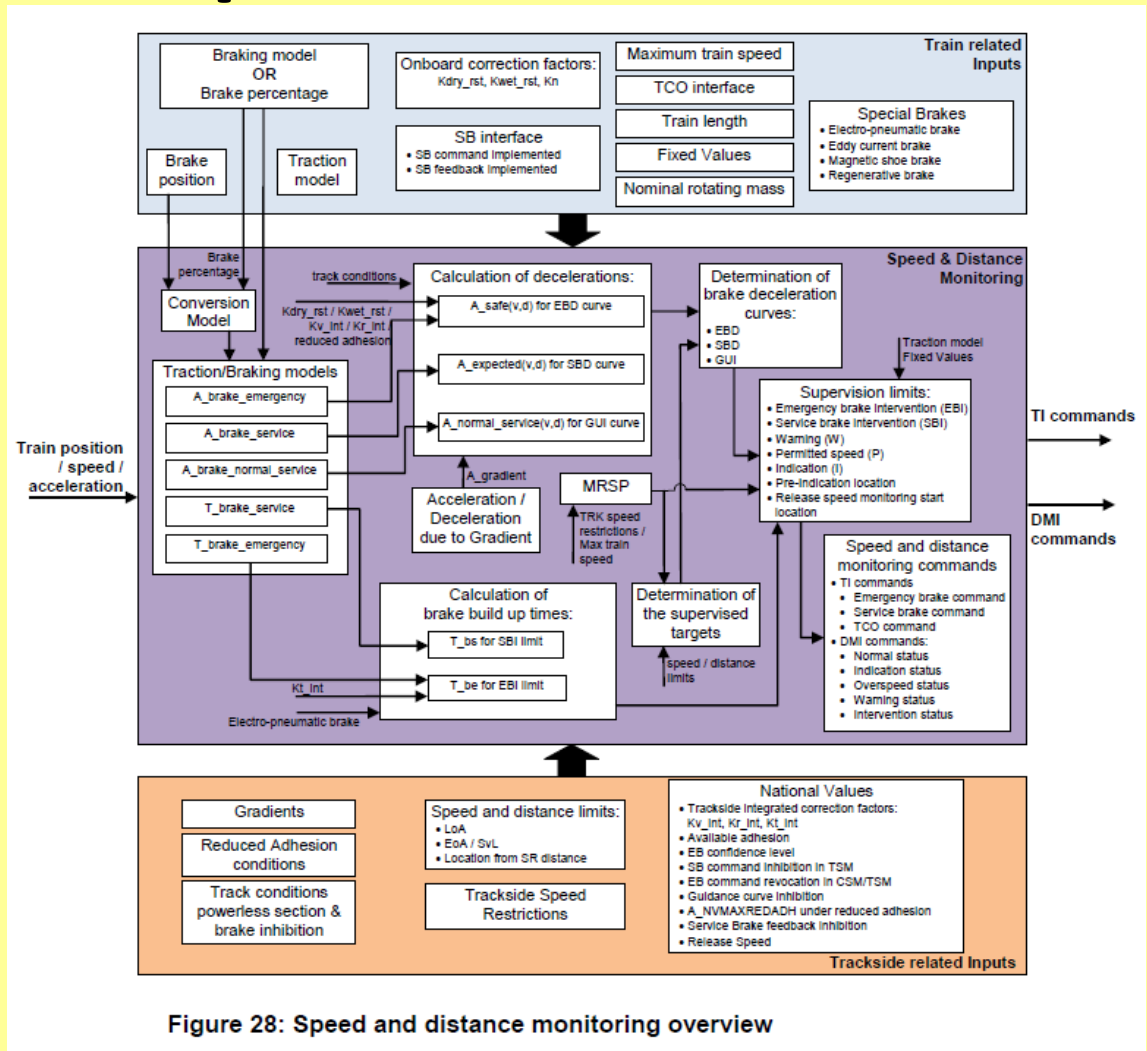 Train related
Inputs
Braking model
OR
Brake percentage
Onboard correction factors:
Kdry_rst, Kwet_rst, Kn
Maximum train speed
TCO interface
Train length
Fixed Values
Nominal rotating mass
Special Brakes
• Electro-pneumatic brake
• Eddy current brake
• Magnetic shoe brake
• Regenerative brake
SB interface
• SB command implemented
• SB feedback implemented
Brake
position
Traction
model
Speed & Distance
Monitoring
Brake
percentage
Conversion
Model
track conditions
Kdry_rst / Kwet_rst /
Kv_int / Kr_int /
reduced adhesion
Calculation of decelerations:
A_safe(v,d) for EBD curve
A_expected(v,d) for SBD curve
A_normal_service(v,d) for GUI curve
Determination of
brake deceleration
curves:
• EBD
• SBD
• GUI
Traction model
Fixed Values
Traction/Braking models
A_brake_emergency
A_brake_service
A_brake_normal_service
T_brake_service
T_brake_emergency
Supervision limits:
• Emergency brake Intervention (EBI)
• Service brake Intervention (SBI)
• Warning (W)
• Permitted speed (P)
• Indication (I)
• Pre-indication location
• Release speed monitoring start
location
Train position
/ speed /
acceleration
TI commands
DMI
commands
A_gradient
Acceleration /
Deceleration
due to Gradient
MRSP
TRK speed
restrictions /
Max train
speed
Speed and distance
monitoring commands
• TI commands
• Emergency brake command
• Service brake command
• TCO command
• DMI commands:
• Normal status
• Indication status
• Overspeed status
• Warning status
• Intervention status
Calculation of
brake build up times:
T_bs for SBI limit
T_be for EBI limit
Determination of
the supervised
targets
speed / distance
limits
Kt_int
Electro-pneumatic brake
Gradients
Reduced Adhesion
conditions
Track conditions
powerless section &
brake inhibition
Speed and distance limits:
• LoA
• EoA / SvL
• Location from SR distance
Trackside Speed
Restrictions
National Values
• Trackside integrated correction factors:
Kv_int, Kr_int, Kt_int
• Available adhesion
• EB confidence level
• SB command inhibition in TSM
• EB command revocation in CSM/TSM
• Guidance curve inhibition
• A_NVMAXREDADH under reduced adhesion
• Service Brake feedback inhibition
• Release Speed
Trackside related Inputs
Figure 28: Speed and distance monitoring overview